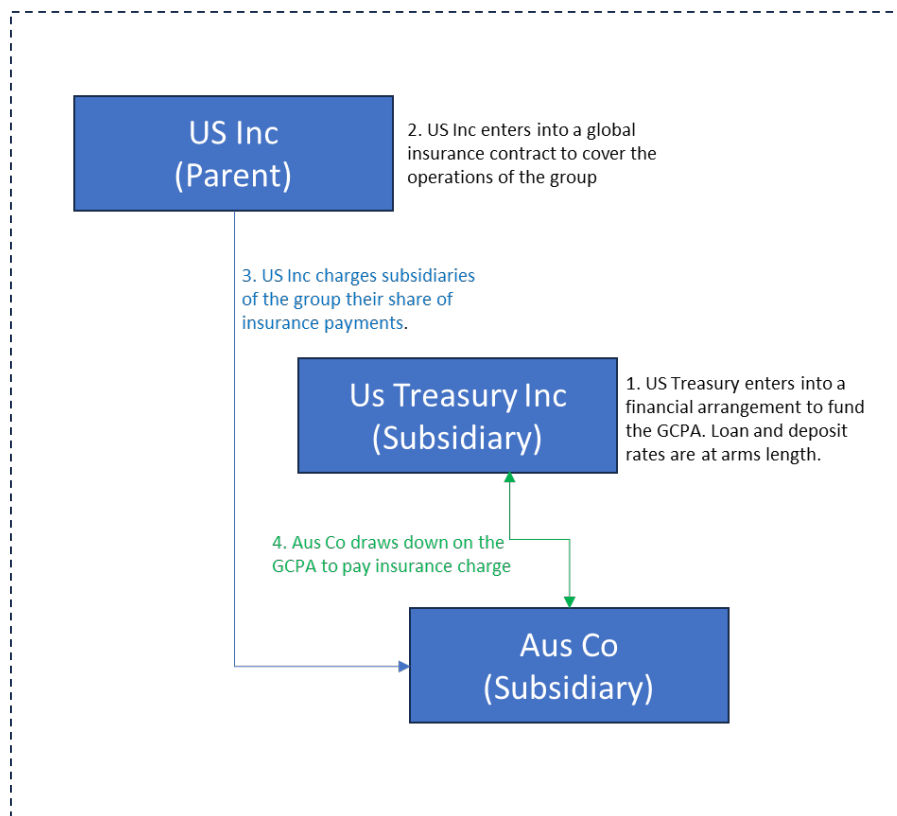 US Inc
(Parent)
2. US Inc enters into a global
insurance contract to cover the
operations of the group
3. US Inc charges subsidiaries
of the group their share of
insurance payments.
Us Treasury Inc
(Subsidiary)
1. US Treasury enters into a
financial arrangement to fund
the GCPA. Loan and deposit
rates are at arms length.
4. Aus Co draws down on the
GCPA to pay insurance charge
Aus Co
(Subsidiary)